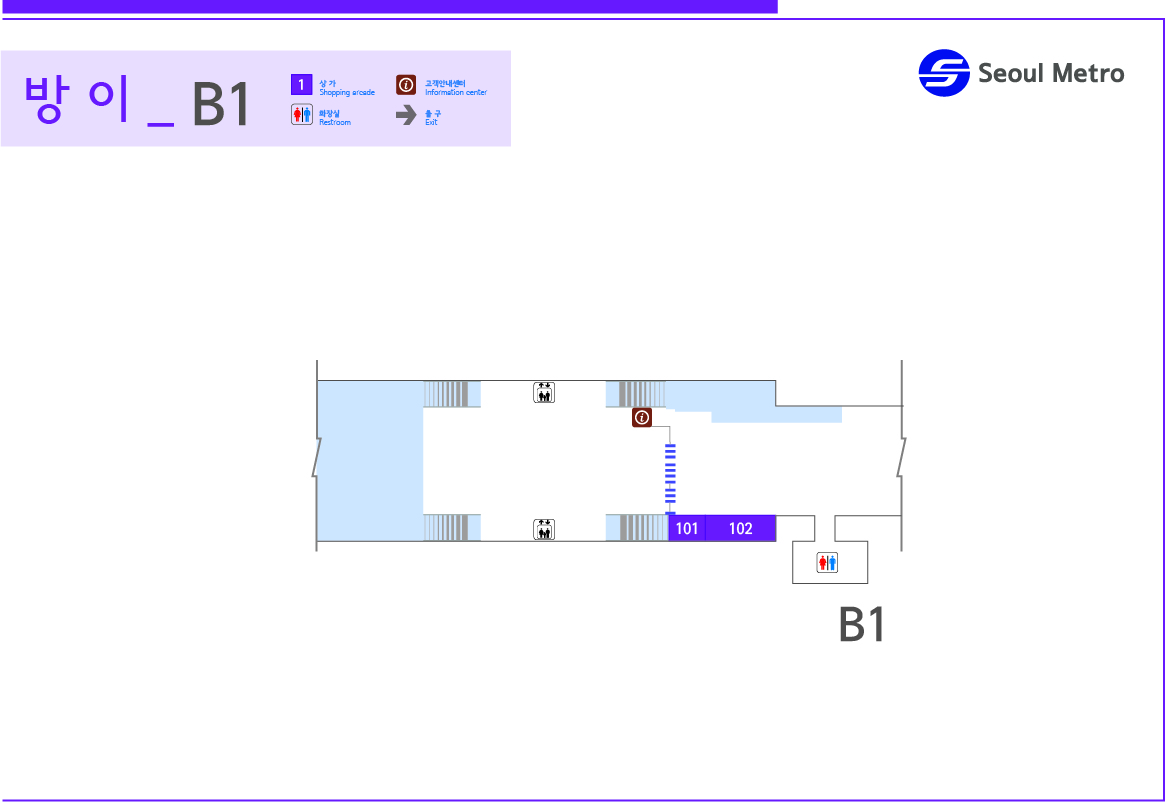 방 이 _ B1
1
상 가
Shopping arcade
고객안내센터
Information center
화장실
Restroom
출 구
Exit
Seoul Metro
101
102
B1